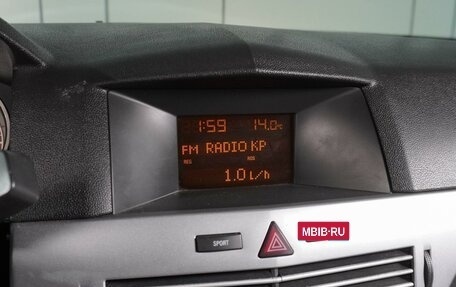 1:59 14.0°C
FM RADIO KP
REG RDS
1.0 L/h
SPORT
MBIB-RU